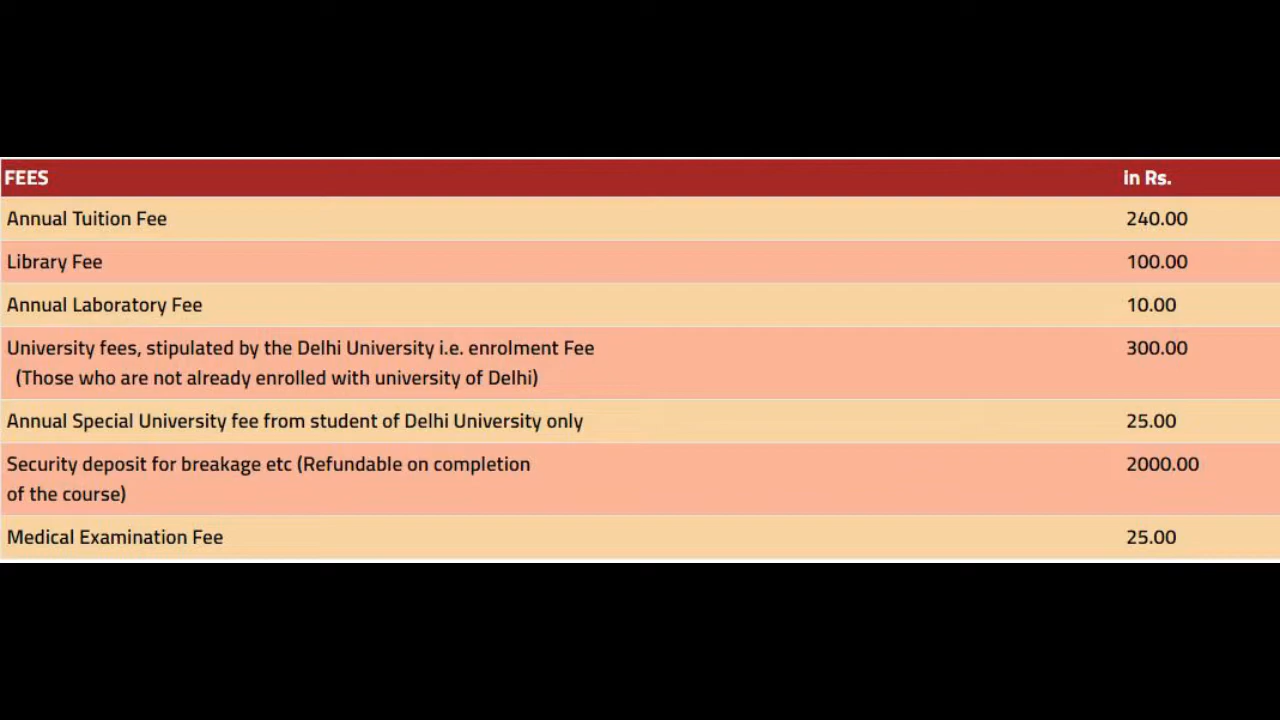 FEES In Rs.
Annual Tuition Fee 240.00
Library Fee 100.00
Annual Laboratory Fee 10.00
University fees, stipulated by the Delhi University i.e. enrolment Fee 300.00
(Those who are not already enrolled with university of Delhi)
Annual Special University fee from student of Delhi University only 25.00
Security deposit for breakage etc (Refundable on completion 2000.00
of the course)
Medical Examination Fee 25.00